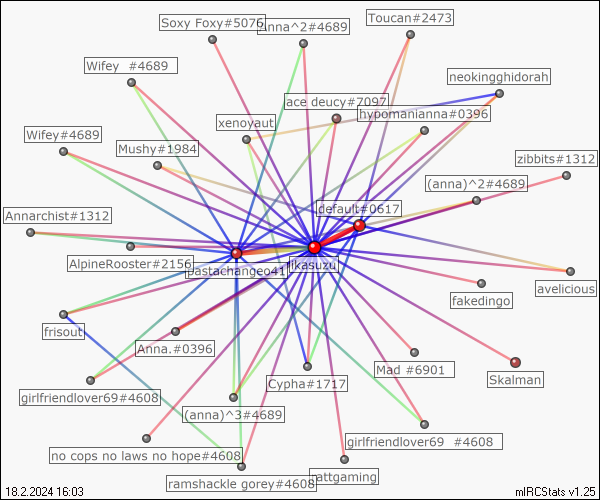 Soxy Foxy#5076
Anna^2#4689
Toucan#2473
Wifey #4689
neokingghidorah
ace deucy#7097
hypomanianna#0396
xenoyaut
Wifey#4689
Mushy#1984
zibbits#1312
(anna)^2#4689
default#0617
Annarchist#1312
AlpineRooster#2156
pastachangeo41
ikasuzu
avelicious
fakedingo
frisout
Anna.#0396
Mad #6901
Skalman
Cypha#1717
girlfriendlover69#4608
(anna)^3#4689
girlfriendlover69 #4608
no cops no laws no hope#4608
nattgaming
ramshackle gorey#4608
18.2.2024 16:03
mIRCStats v1.25